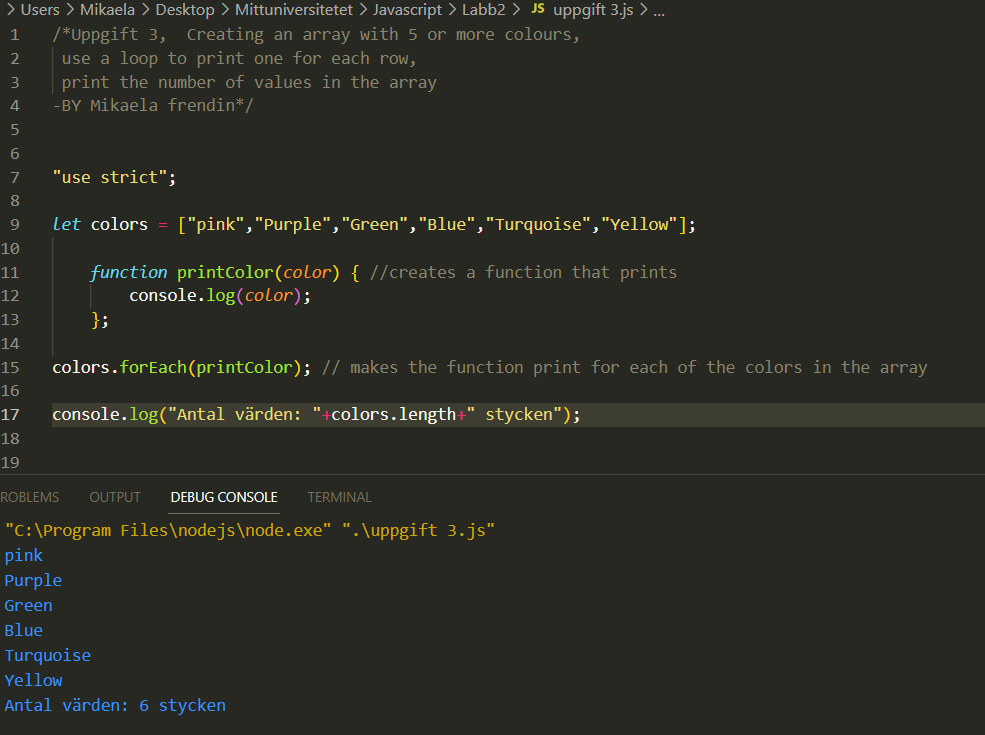 > Users > Mikaela > Desktop > Mittuniversitetet > Javascript > Labb2 > JS uppgift 3.js > ...
1 /*Uppgift 3,  Creating an array with 5 or more colours,
2 use a loop to print one for each row,
3 print the number of values in the array
4 -BY Mikaela frendin*/
5
6
7 "use strict";
8
9 let colors = ["pink","Purple","Green","Blue","Turquoise","Yellow"];
10
11 function printColor(color) { //creates a function that prints
12 console.log(color);
13 };
14
15 colors.forEach(printColor); // makes the function print for each of the colors in the array
16
17 console.log("Antal värden: "+colors.length+" stycken");
18
19
ROBLEMS OUTPUT DEBUG CONSOLE TERMINAL
"C:\Program Files\nodejs\node.exe" ".\uppgift 3.js"
pink
Purple
Green
Blue
Turquoise
Yellow
Antal värden: 6 stycken